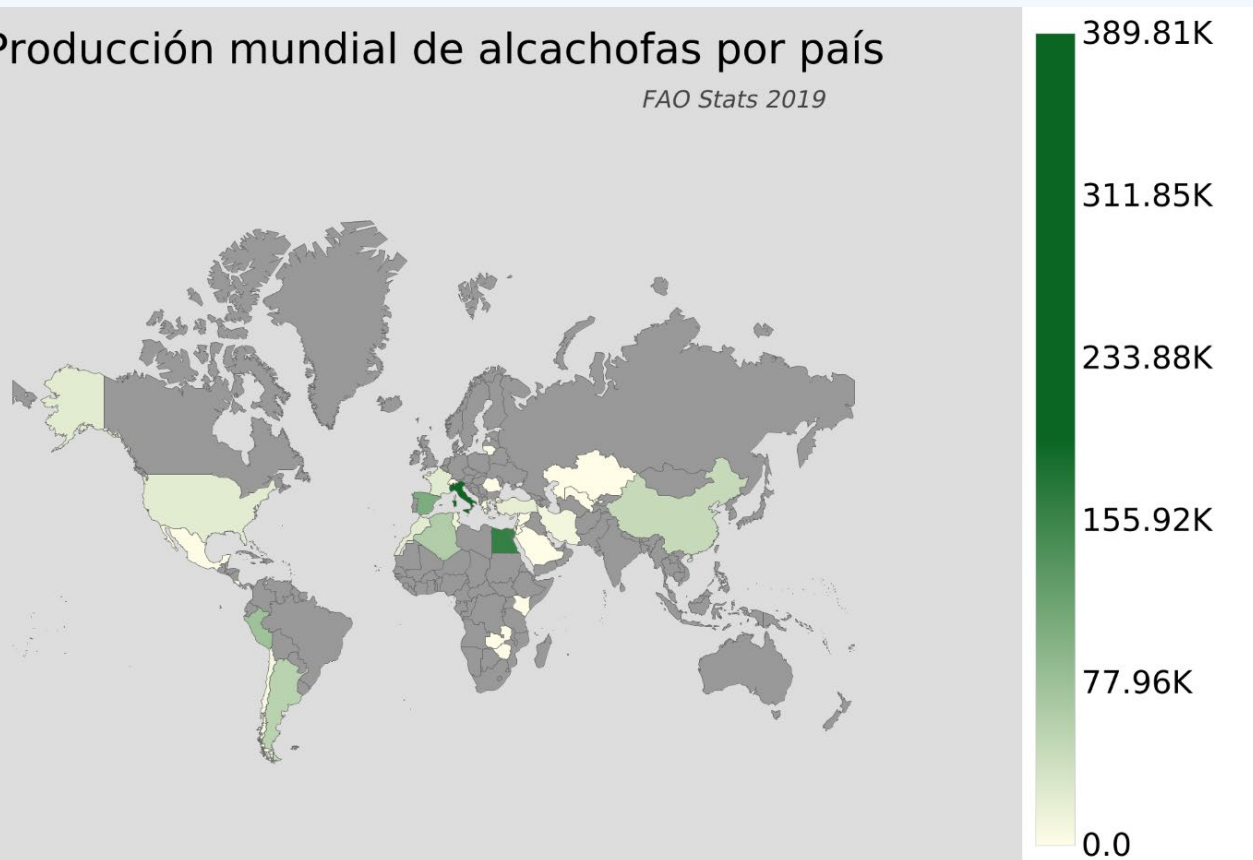 Producción mundial de alcachofas por país
FAO Stats 2019
389.81K
311.85K
233.88K
155.92K
77.96K
0.0